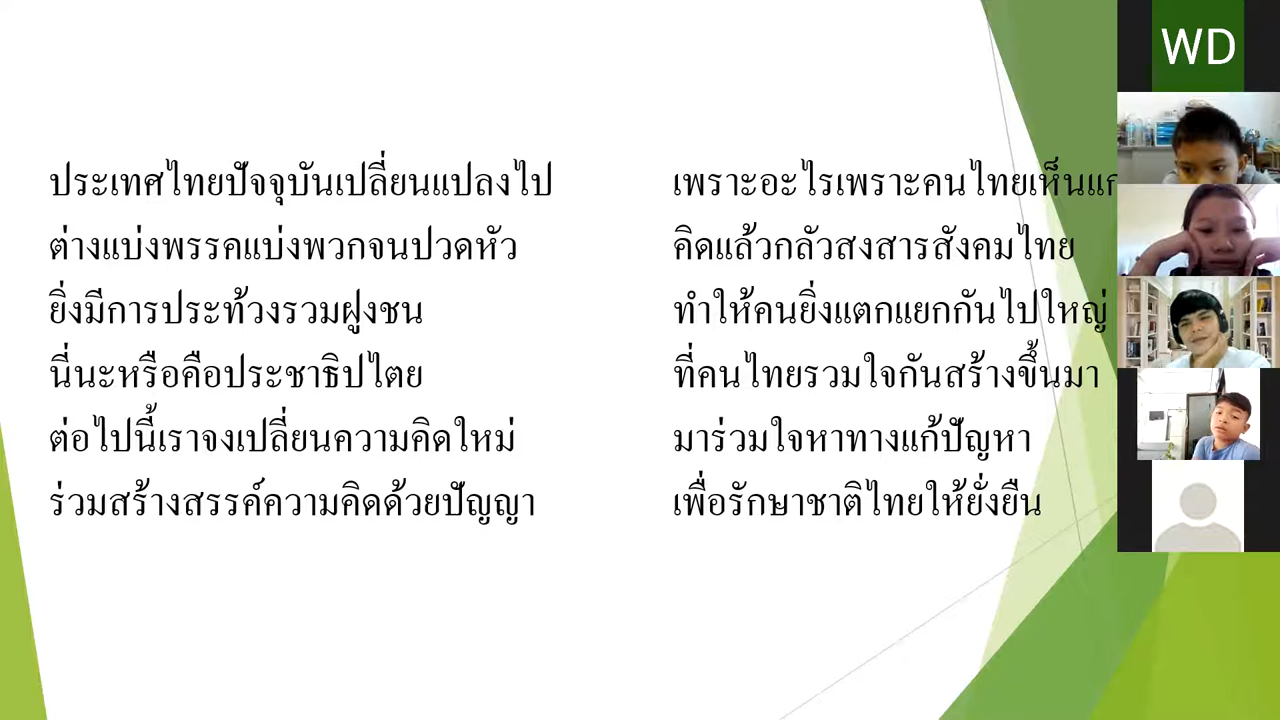 ประเทศไทยปัจจุบันเปลี่ยนแปลงไป เพราะอะไรเพราะคนไทยเห็นแก
ต่างแบ่งพรรคแบ่งพวกจนปวดหัว คิดแล้วกลัวสงสารสังคมไทย
ยิ่งมีการประท้วงรวมฝูงชน ทำให้คนยิ่งแตกแยกกันไปใหญ่
นี่นะหรือคือประชาธิปไตย ที่คนไทยรวมใจกันสร้างขึ้นมา
ต่อไปนี้เราจงเปลี่ยนความคิดใหม่ มาร่วมใจหาทางแก้ปัญหา
ร่วมสร้างสรรค์ความคิดด้วยปัญญา เพื่อรักษาชาติไทยให้ยั่งยืน
WD